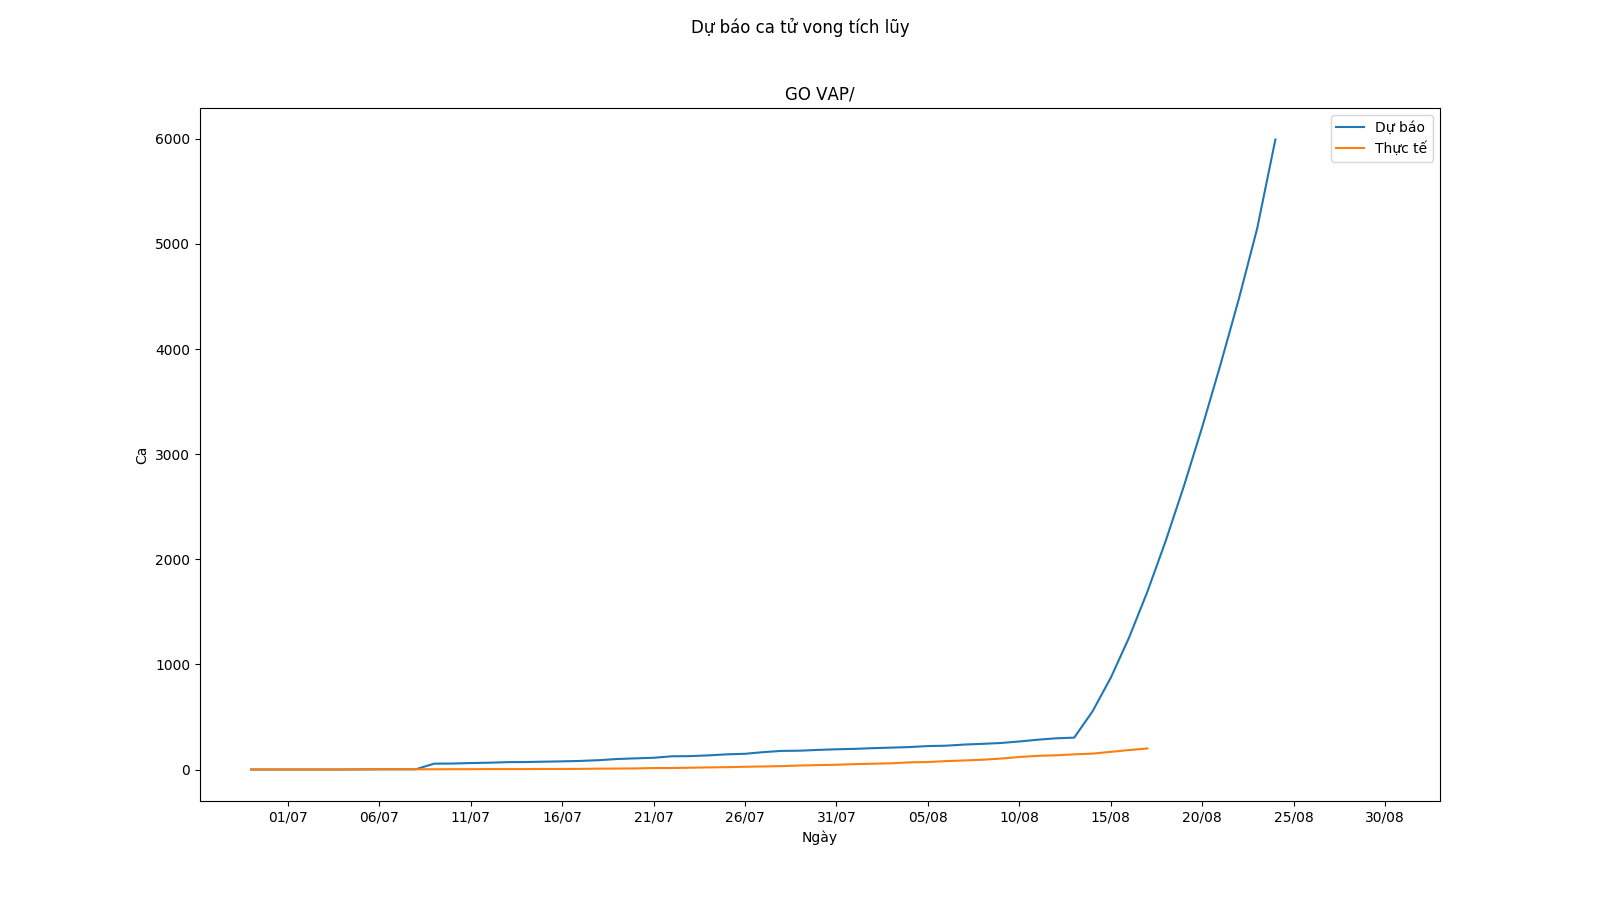 Dự báo ca tử vong tích lũy
GO VAP/
Dự báo
Thực tế
6000
5000
4000
3000
2000
1000
0
Ca
01/07 06/07 11/07 16/07 21/07 26/07 31/07 05/08 10/08 15/08 20/08 25/08 30/08
Ngày